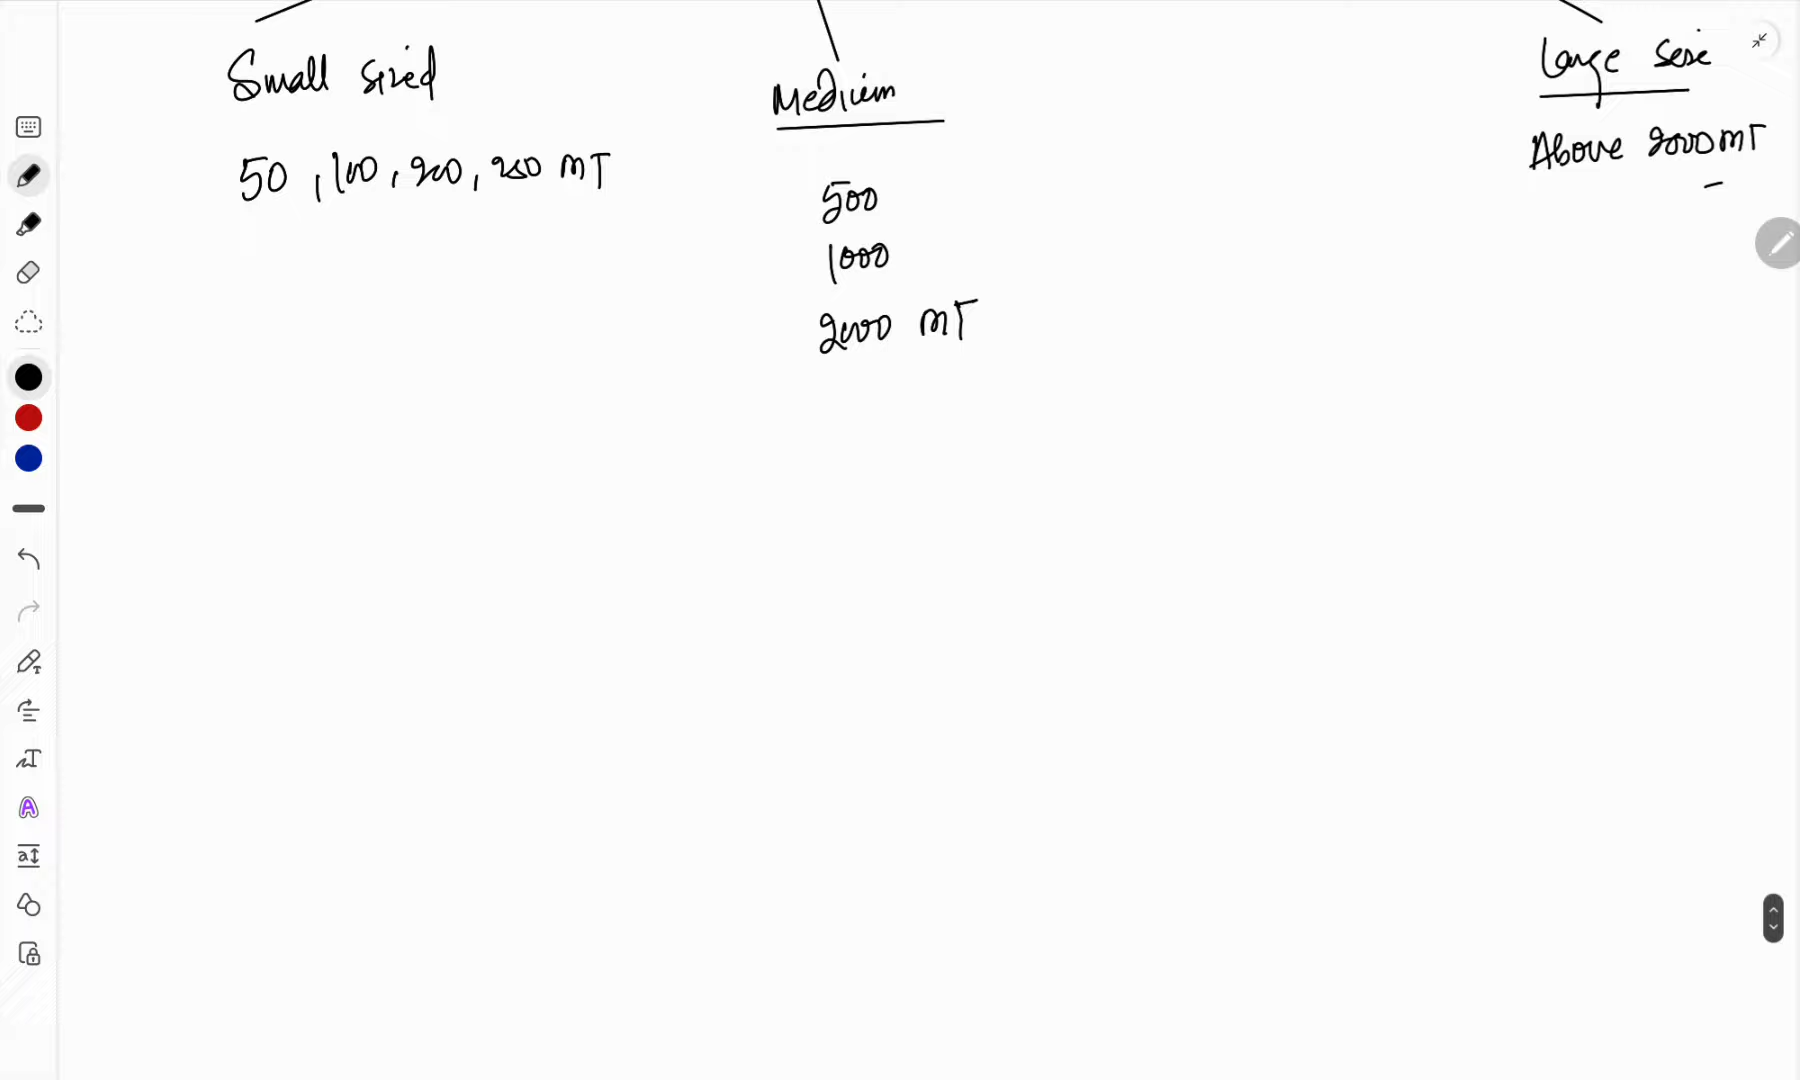 Small sized
50 , 100 , 200 , 250 MT
Medium
500
1000
2000 MT
Large size
Above 2000 MT